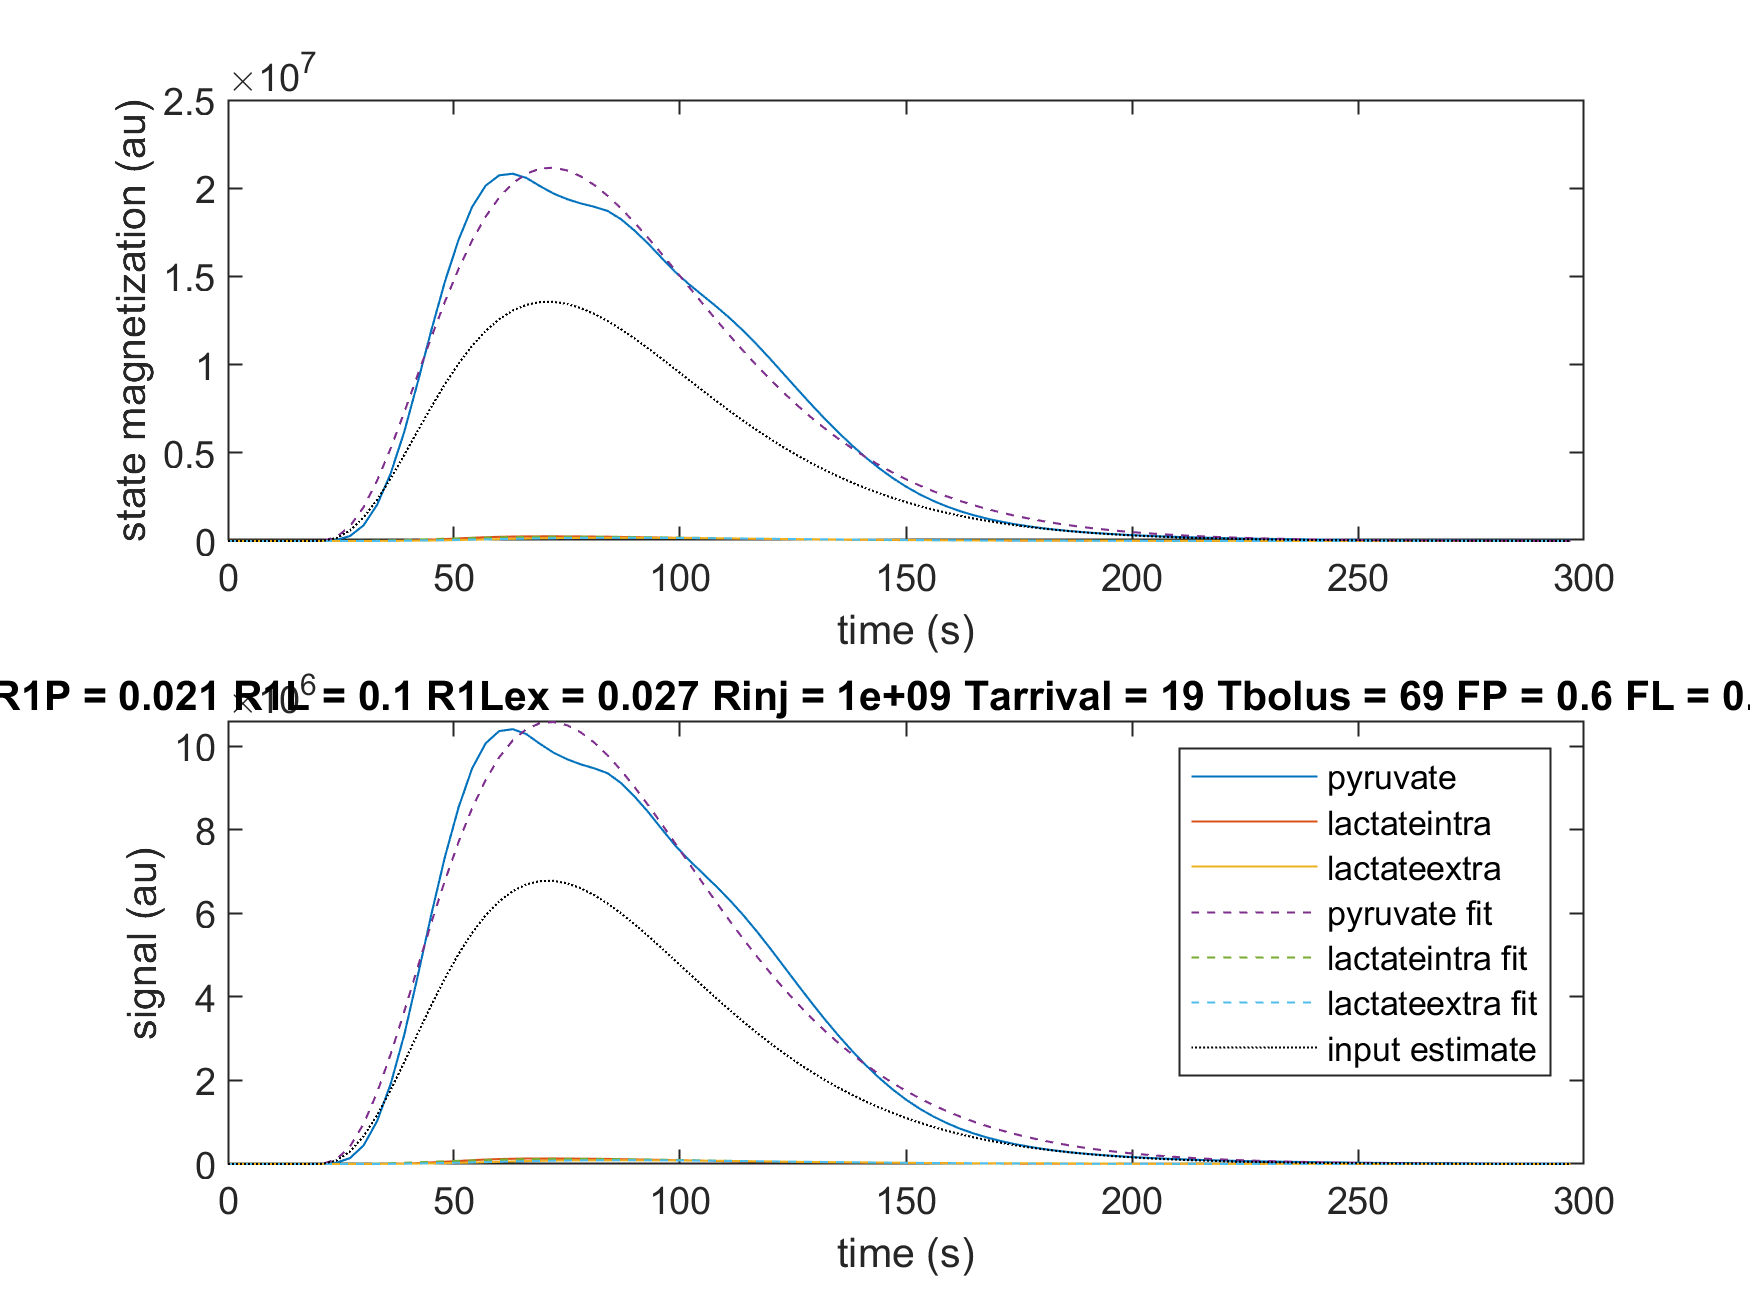 ×10^7
2.5
2
1.5
1
0.5
0
state magnetization (au)
0 50 100 150 200 250 300
time (s)
R1P = 0.021 R1L = 0.1 R1Lex = 0.027 Rinj = 1e+09 Tarrival = 19 Tbolus = 69 FP = 0.6 FL = 0.
×10^6
10
8
6
4
2
0
signal (au)
pyruvate
lactateintra
lactateextra
pyruvate fit
lactateintra fit
lactateextra fit
input estimate
0 50 100 150 200 250 300
time (s)